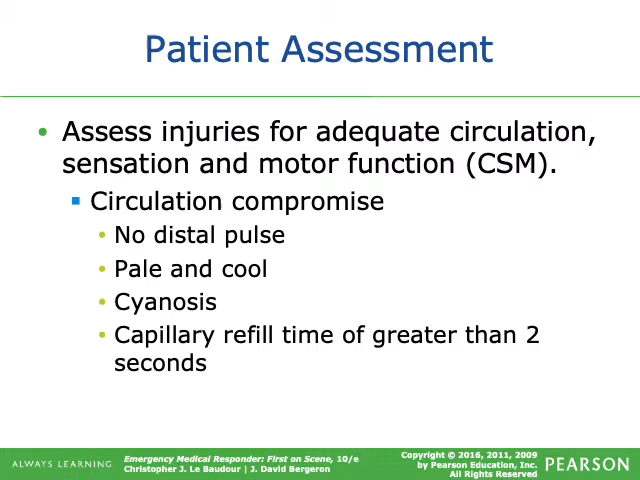 Patient Assessment
• Assess injuries for adequate circulation,
sensation and motor function (CSM).
▪ Circulation compromise
• No distal pulse
• Pale and cool
• Cyanosis
• Capillary refill time of greater than 2
seconds
ALWAYS LEARNING
Emergency Medical Responder: First on Scene, 10/e
Christopher J. Le Baudour | J. David Bergeron
Copyright © 2016, 2011, 2009
by Pearson Education, Inc.
All Rights Reserved
PEARSON